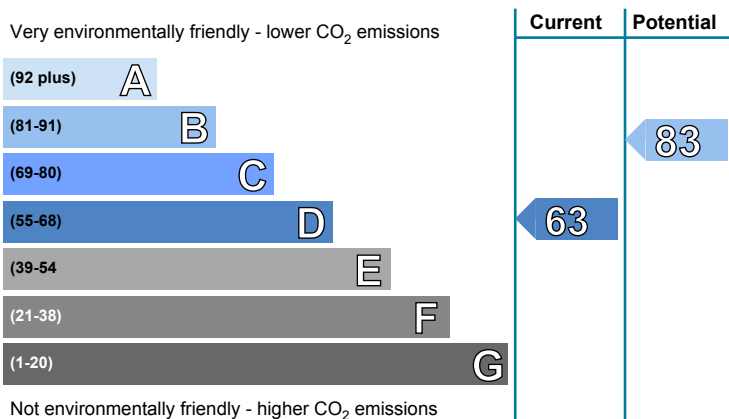 Very environmentally friendly - lower CO₂ emissions
Current Potential
(92 plus) A
(81-91) B
83
(69-80) C
(55-68) D
63
(39-54 E
(21-38) F
(1-20) G
Not environmentally friendly - higher CO₂ emissions